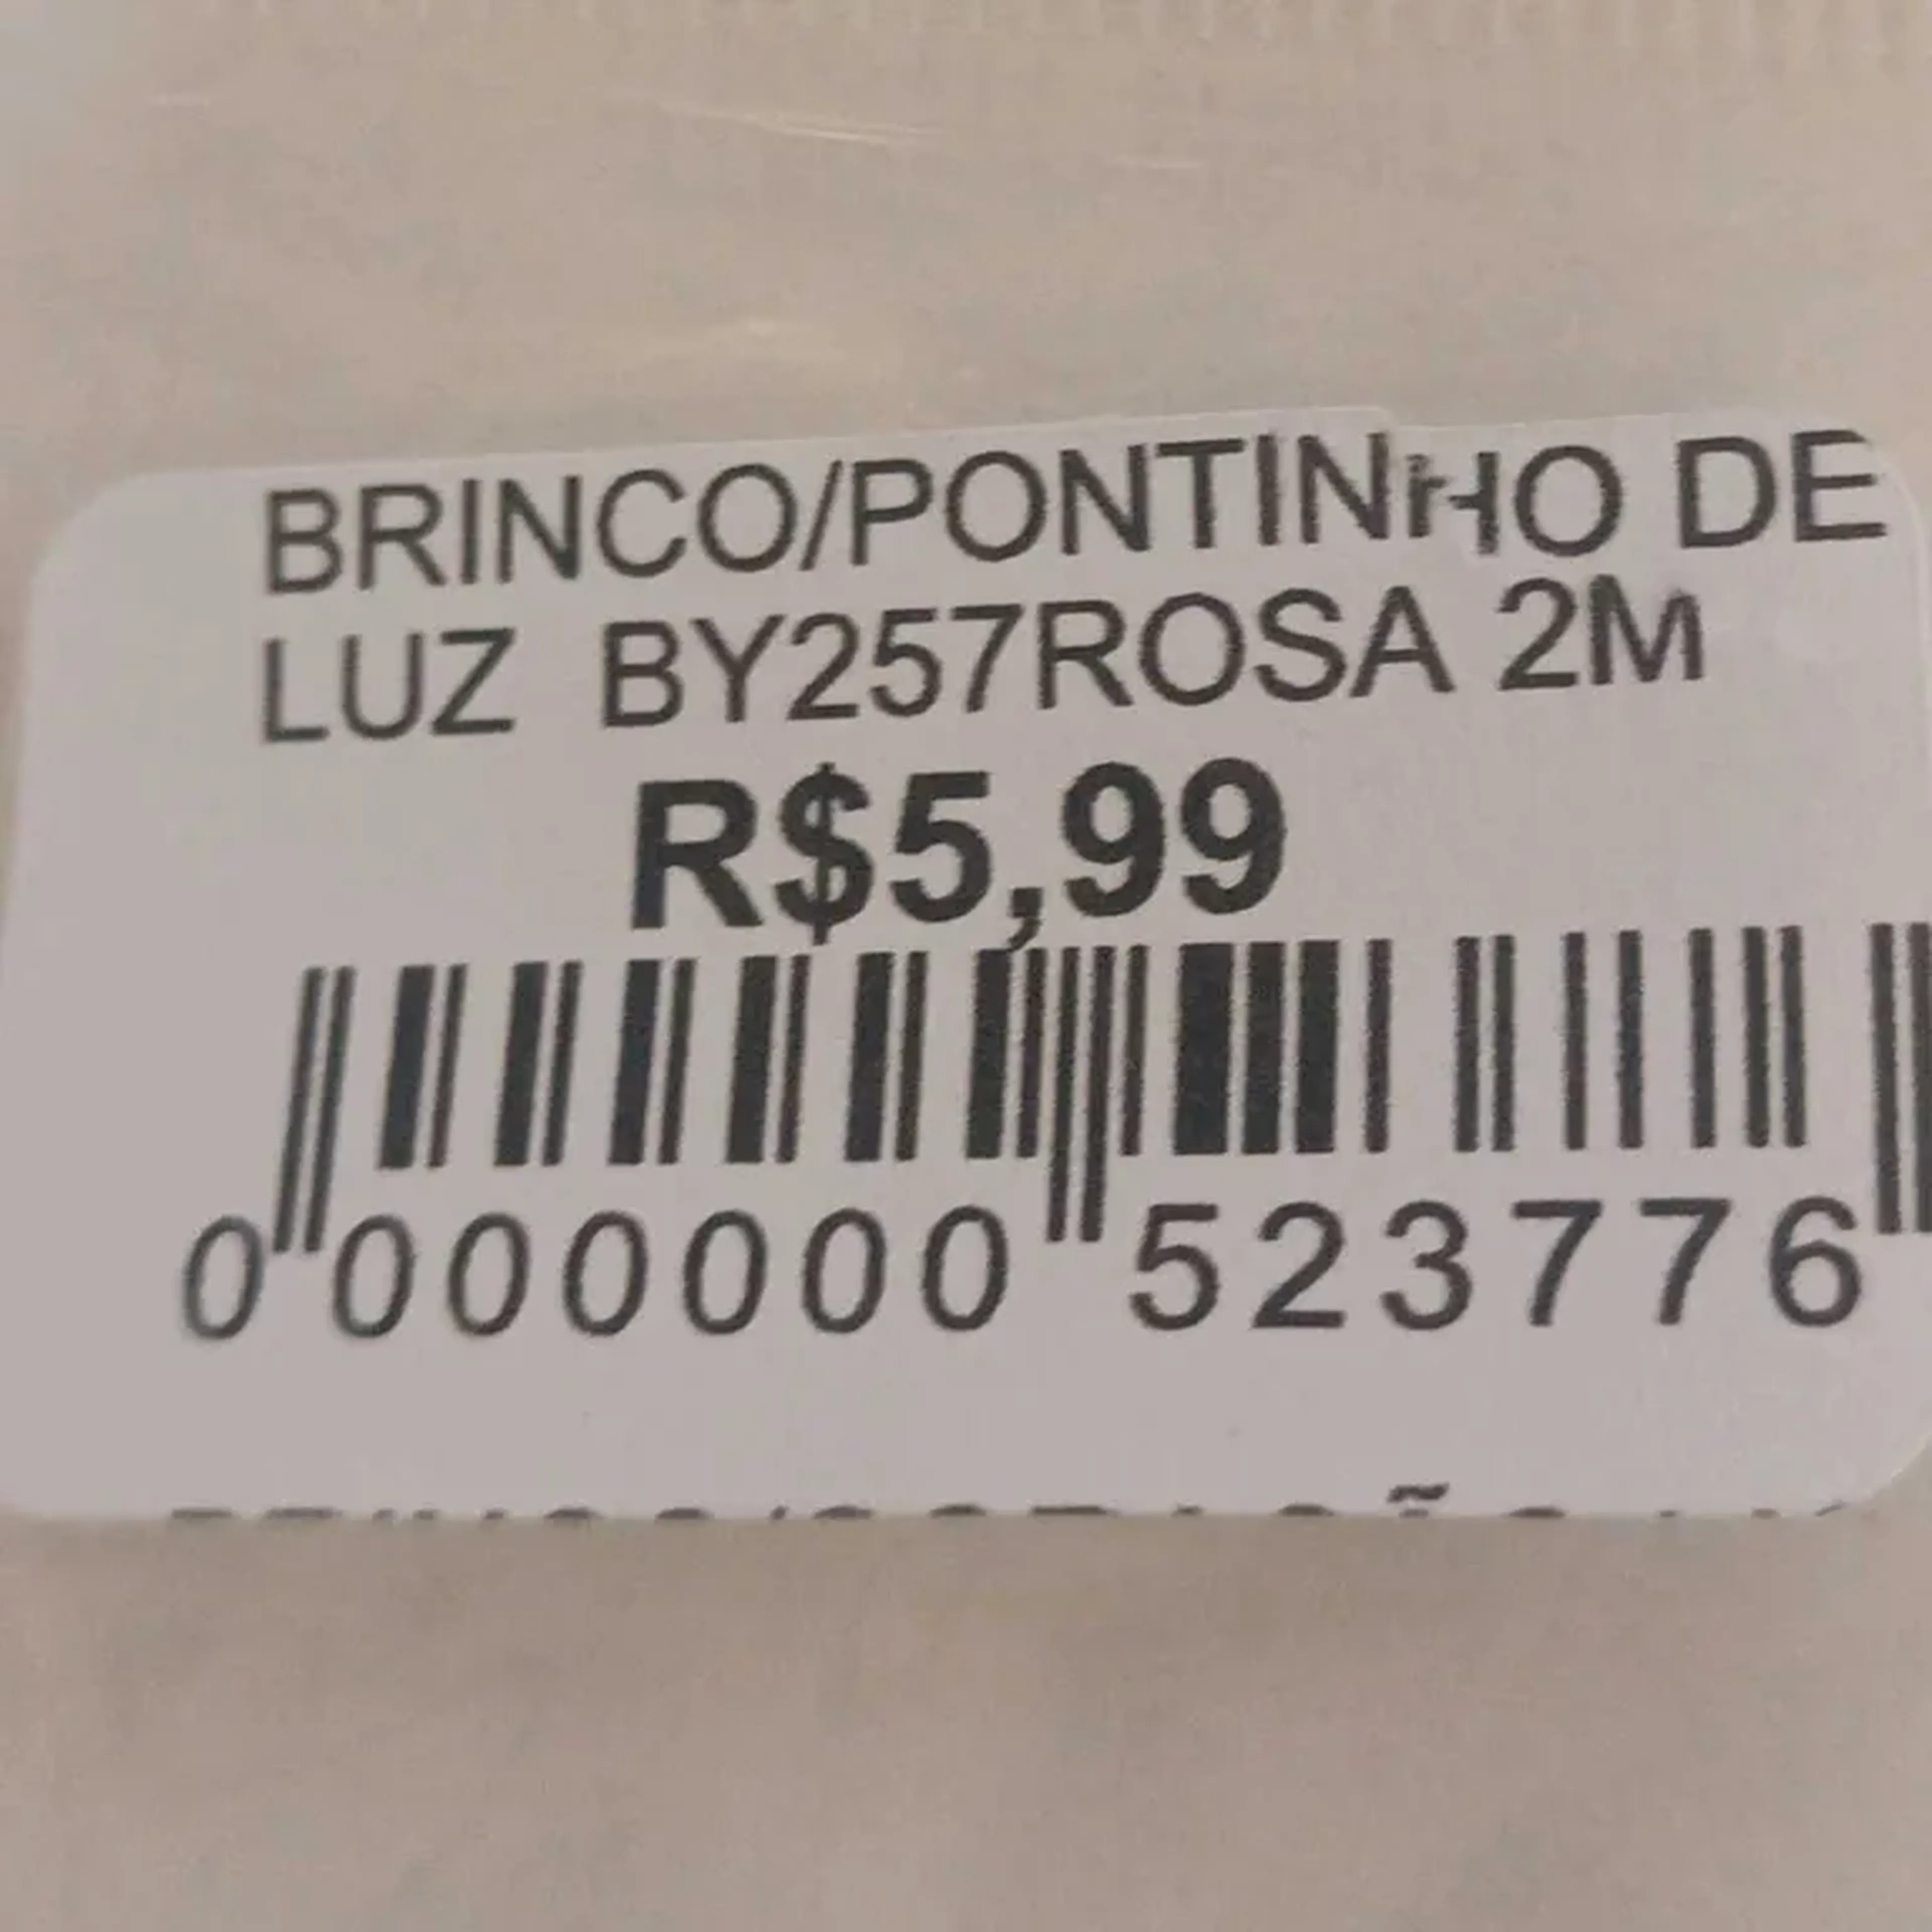 BRINCO/PONTINHO DE
LUZ BY257ROSA 2M
R$5,99
0 000000 523776